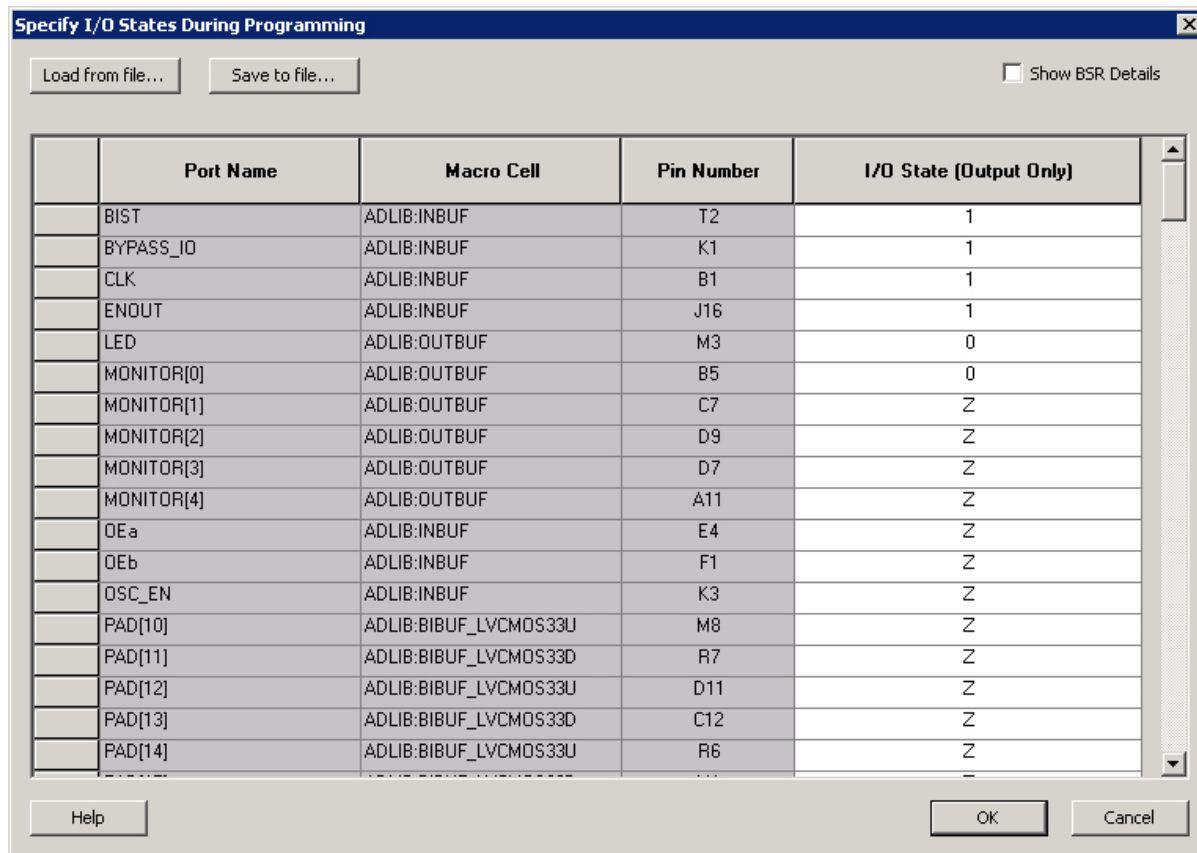 Specify I/O States During Programming
Load from file... Save to file... Show BSR Details
Port Name Macro Cell Pin Number I/O State (Output Only)
BIST ADLIB:INBUF T2 1
BYPASS_IO ADLIB:INBUF K1 1
CLK ADLIB:INBUF B1 1
ENOUT ADLIB:INBUF J16 1
LED ADLIB:OUTBUF M3 0
MONITOR[0] ADLIB:OUTBUF B5 0
MONITOR[1] ADLIB:OUTBUF C7 Z
MONITOR[2] ADLIB:OUTBUF D9 Z
MONITOR[3] ADLIB:OUTBUF D7 Z
MONITOR[4] ADLIB:OUTBUF A11 Z
OEa ADLIB:INBUF E4 Z
OEb ADLIB:INBUF F1 Z
OSC_EN ADLIB:INBUF K3 Z
PAD[10] ADLIB:BIBUF_LVCMOS33U M8 Z
PAD[11] ADLIB:BIBUF_LVCMOS33D R7 Z
PAD[12] ADLIB:BIBUF_LVCMOS33U D11 Z
PAD[13] ADLIB:BIBUF_LVCMOS33D C12 Z
PAD[14] ADLIB:BIBUF_LVCMOS33U R6 Z
Help OK Cancel